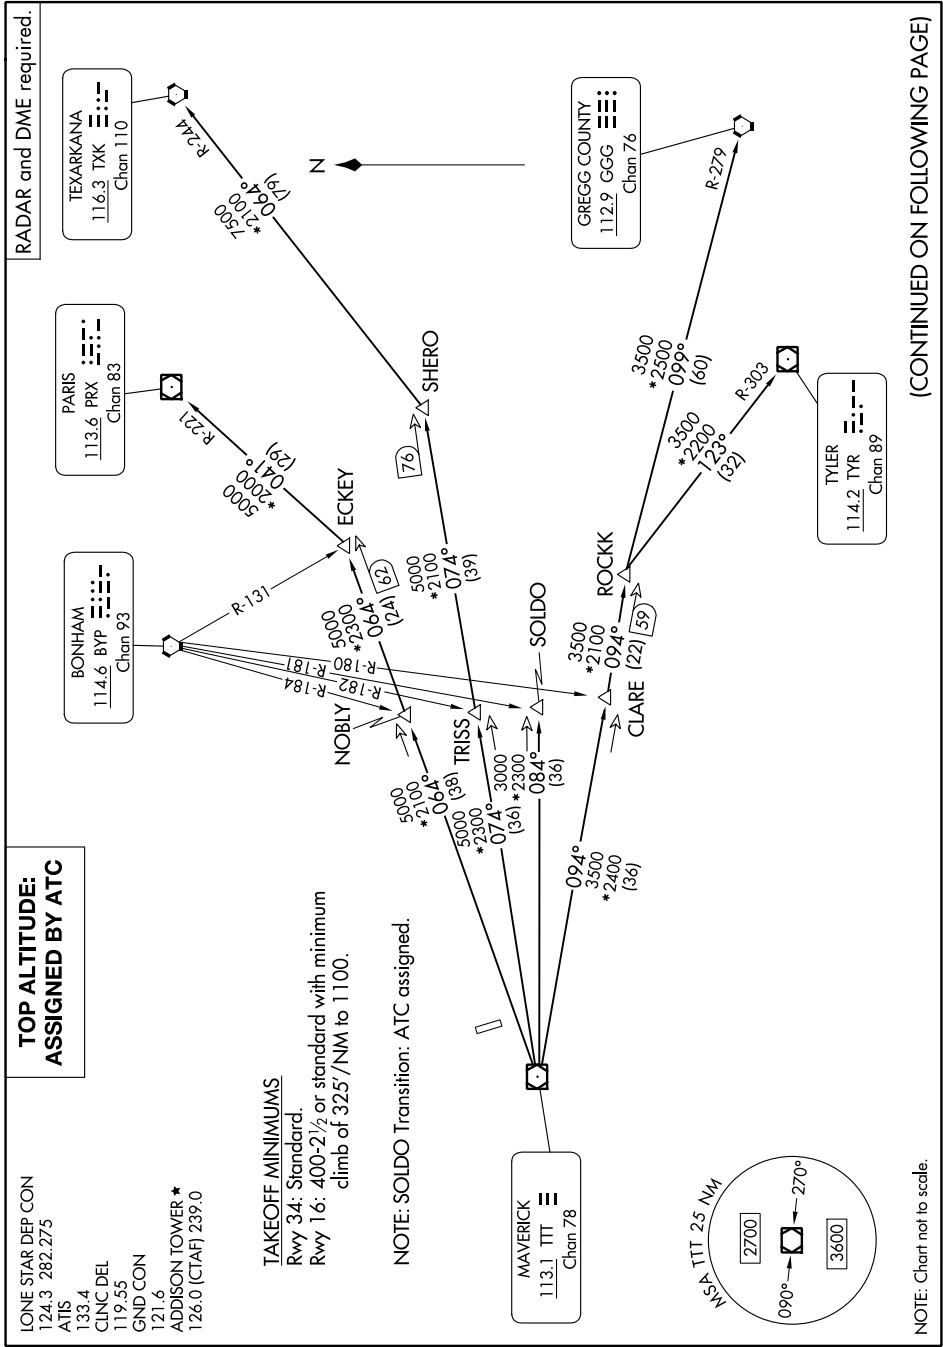 RADAR and DME required.
TOP ALTITUDE:
ASSIGNED BY ATC
LONE STAR DEP CON
124.3 282.275
ATIS
133.4
CLNC DEL
119.55
GND CON
121.6
ADDISON TOWER ★
126.0 (CTAF) 239.0
TAKEOFF MINIMUMS
Rwy 34: Standard.
Rwy 16: 400-2½ or standard with minimum
climb of 325'/NM to 1100.
NOTE: SOLDO Transition: ATC assigned.
BONHAM
114.6 BYP
Chan 93
PARIS
113.6 PRX
Chan 83
TEXARKANA
116.3 TXK
Chan 110
R-131
R-184
R-182
R-181
R-180
R-221
5000
*2000
041°
(29)
R-244
7500
*2100
064°
(79)
N
ECKEY
62
5000
*2300
064°
(24)
NOBLY
5000
*2100
064°
(38)
SHERO
76
5000
*2100
074°
(39)
TRISS
5000
*2300
074°
(36)
SOLDO
3000
*2300
084°
(36)
CLARE
094°
3500
*2400
(36)
ROCKK
59
3500
*2100
094°
(22)
3500
*2500
099°
(60)
R-279
GREGG COUNTY
112.9 GGG
Chan 76
3500
*2200
123°
(32)
R-303
TYLER
114.2 TYR
Chan 89
MAVERICK
113.1 TTT
Chan 78
MSA TTT 25 NM
2700
090°
270°
3600
NOTE: Chart not to scale.
(CONTINUED ON FOLLOWING PAGE)